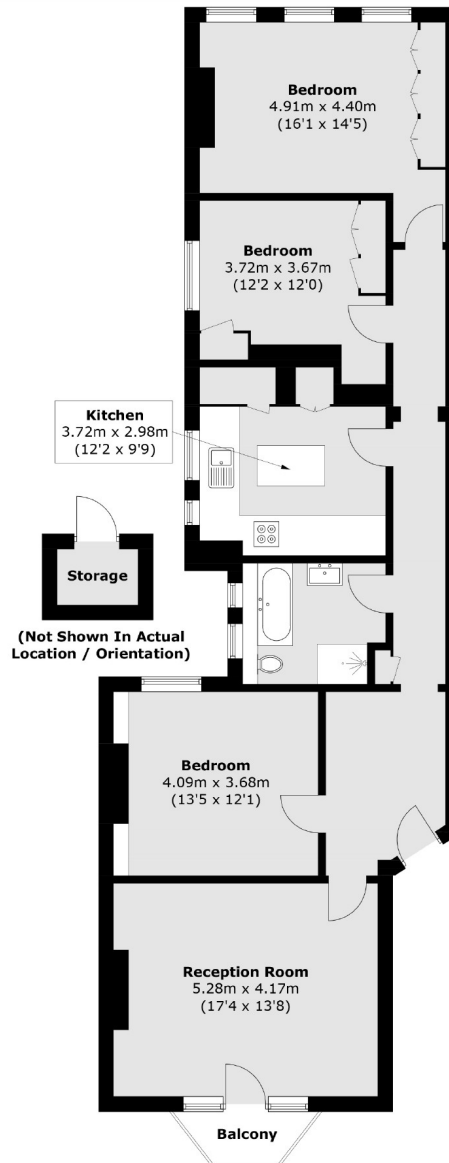 Bedroom
4.91m x 4.40m
(16'1 x 14'5)
Bedroom
3.72m x 3.67m
(12'2 x 12'0)
Kitchen
3.72m x 2.98m
(12'2 x 9'9)
Storage
(Not Shown In Actual
Location / Orientation)
Bedroom
4.09m x 3.68m
(13'5 x 12'1)
Reception Room
5.28m x 4.17m
(17'4 x 13'8)
Balcony